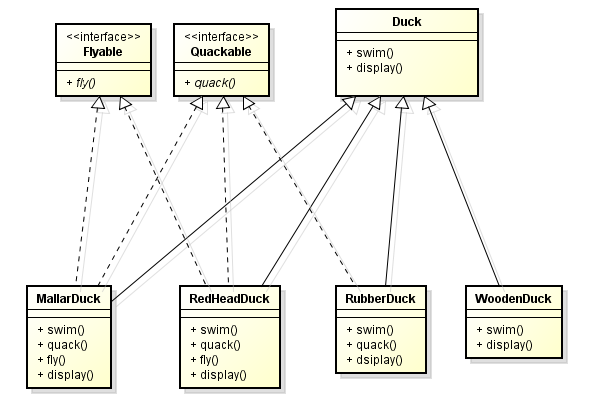 <<interface>>
Flyable
+ fly()
<<interface>>
Quackable
+ quack()
Duck
+ swim()
+ display()
MallarDuck
+ swim()
+ quack()
+ fly()
+ display()
RedHeadDuck
+ swim()
+ quack()
+ fly()
+ display()
RubberDuck
+ swim()
+ quack()
+ dsiplay()
WoodenDuck
+ swim()
+ display()